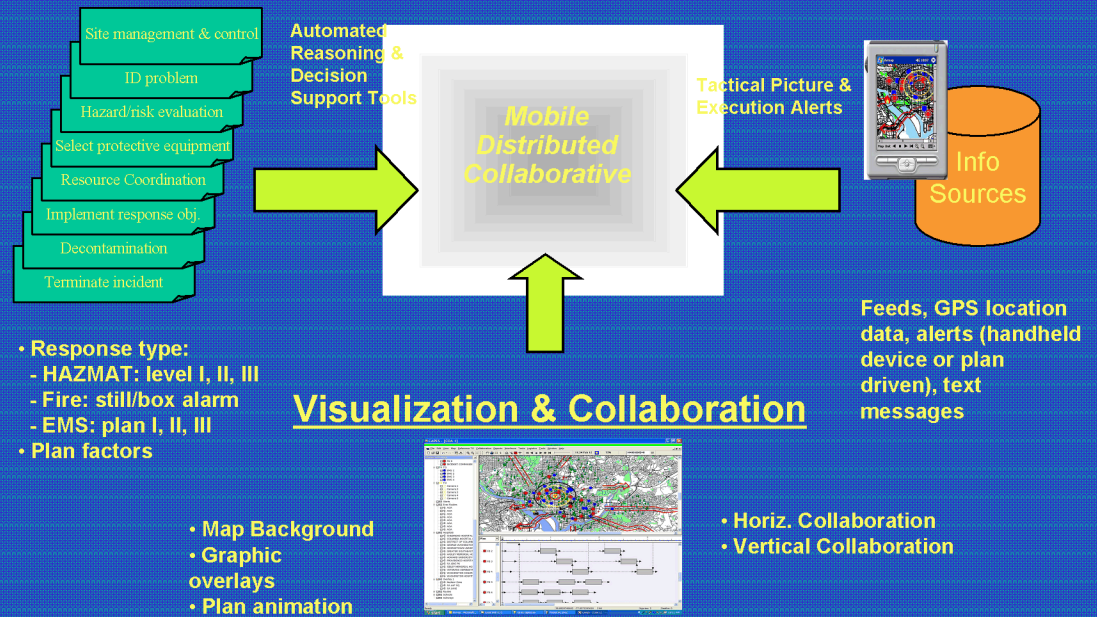 Site management & control
ID problem
Hazard/risk evaluation
Select protective equipment
Resource Coordination
Implement response obj.
Decontamination
Terminate incident
Automated
Reasoning &
Decision
Support Tools
Mobile
Distributed
Collaborative
Tactical Picture &
Execution Alerts
Info
Sources
Feeds, GPS location
data, alerts (handheld
device or plan
driven), text
messages
• Response type:
- HAZMAT: level I, II, III
- Fire: still/box alarm
- EMS: plan I, II, III
• Plan factors
Visualization & Collaboration
• Map Background
• Graphic
overlays
• Plan animation
• Horiz. Collaboration
• Vertical Collaboration